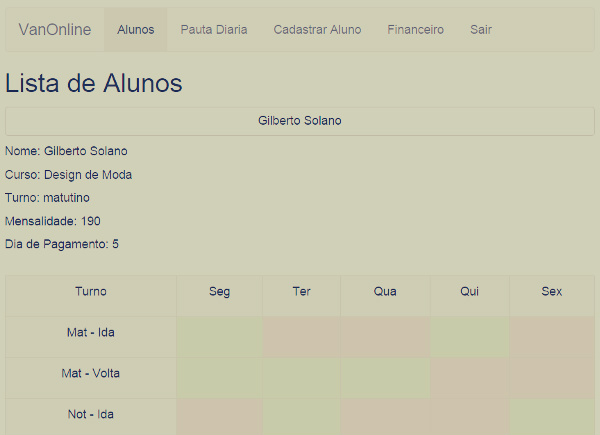 VanOnline Alunos Pauta Diaria Cadastrar Aluno Financeiro Sair
Lista de Alunos
Gilberto Solano
Nome: Gilberto Solano
Curso: Design de Moda
Turno: matutino
Mensalidade: 190
Dia de Pagamento: 5
Turno Seg Ter Qua Qui Sex
Mat - Ida
Mat - Volta
Not - Ida